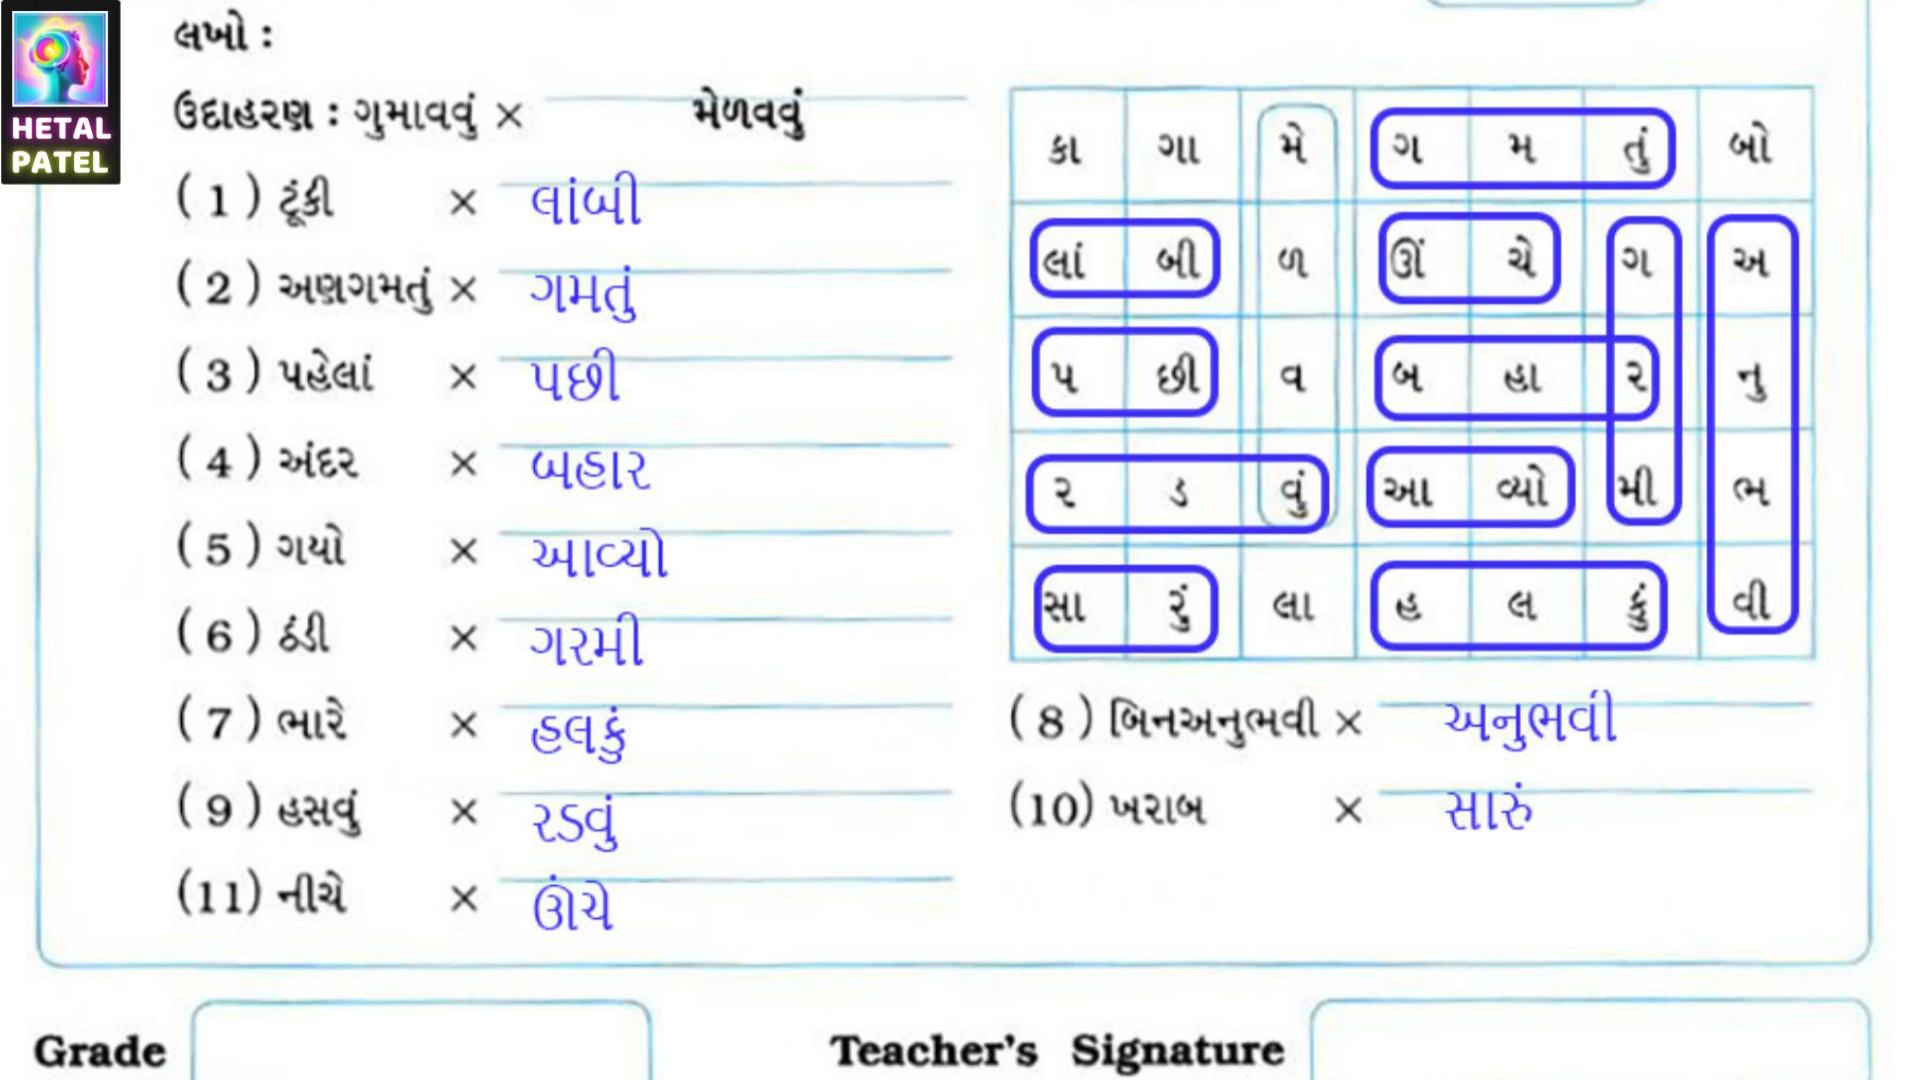 લખો :
HETAL
PATEL
ઉદાહરણ : ગુમાવવું × મેળવવું
( 1 ) ટૂંકી × લાંબી
( 2 ) અણગમતું × ગમતું
( 3 ) પહેલાં × પછી
( 4 ) અંદર × બહાર
( 5 ) ગયો × આવ્યો
( 6 ) ઠંડી × ગરમી
( 7 ) ભારે × હલકું
( 9 ) હસવું × રડવું
(11) નીચે × ઊંચે
કા ગા મે ગ મ તું બો
લાં બી ળ ઊં ચે ગ અ
પ છી વ બ હા ર નુ
ર ડ વું આ વ્યો મી ભ
સા રું લા હ લ કું વી
( 8 ) બિનઅનુભવી × અનુભવી
(10) ખરાબ × સારું
Grade
Teacher's Signature